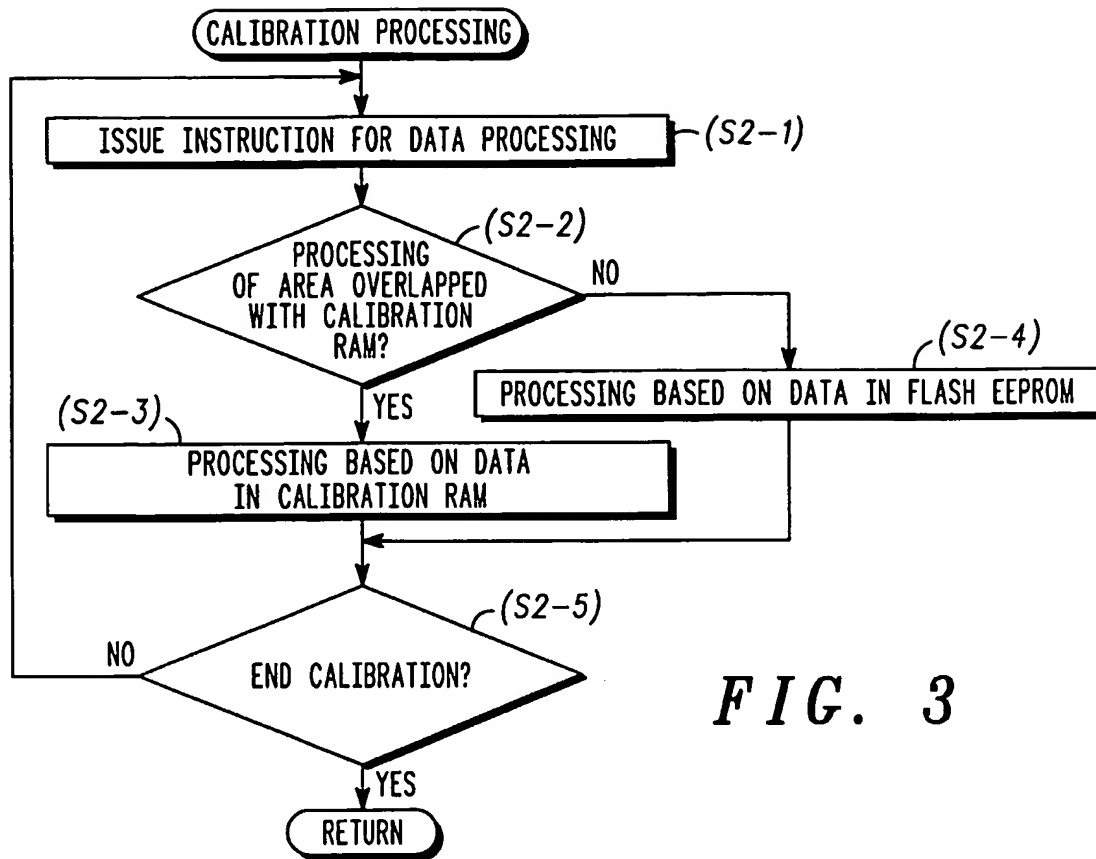 CALIBRATION PROCESSING
ISSUE INSTRUCTION FOR DATA PROCESSING
(S2-1)
(S2-2)
PROCESSING
OF AREA OVERLAPPED
WITH CALIBRATION
RAM?
NO
(S2-4)
PROCESSING BASED ON DATA IN FLASH EEPROM
YES
(S2-3)
PROCESSING BASED ON DATA
IN CALIBRATION RAM
(S2-5)
NO
END CALIBRATION?
FIG. 3
YES
RETURN